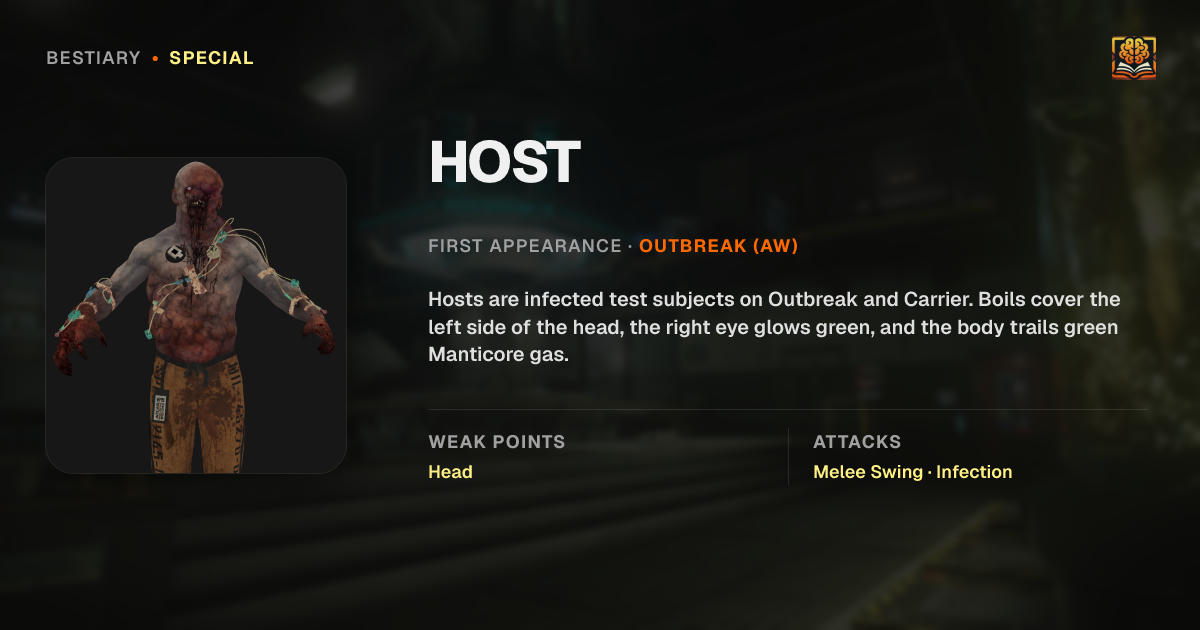 BESTIARY • SPECIAL
HOST
FIRST APPEARANCE · OUTBREAK (AW)
Hosts are infected test subjects on Outbreak and Carrier. Boils cover the
left side of the head, the right eye glows green, and the body trails green
Manticore gas.
WEAK POINTS
Head
ATTACKS
Melee Swing · Infection